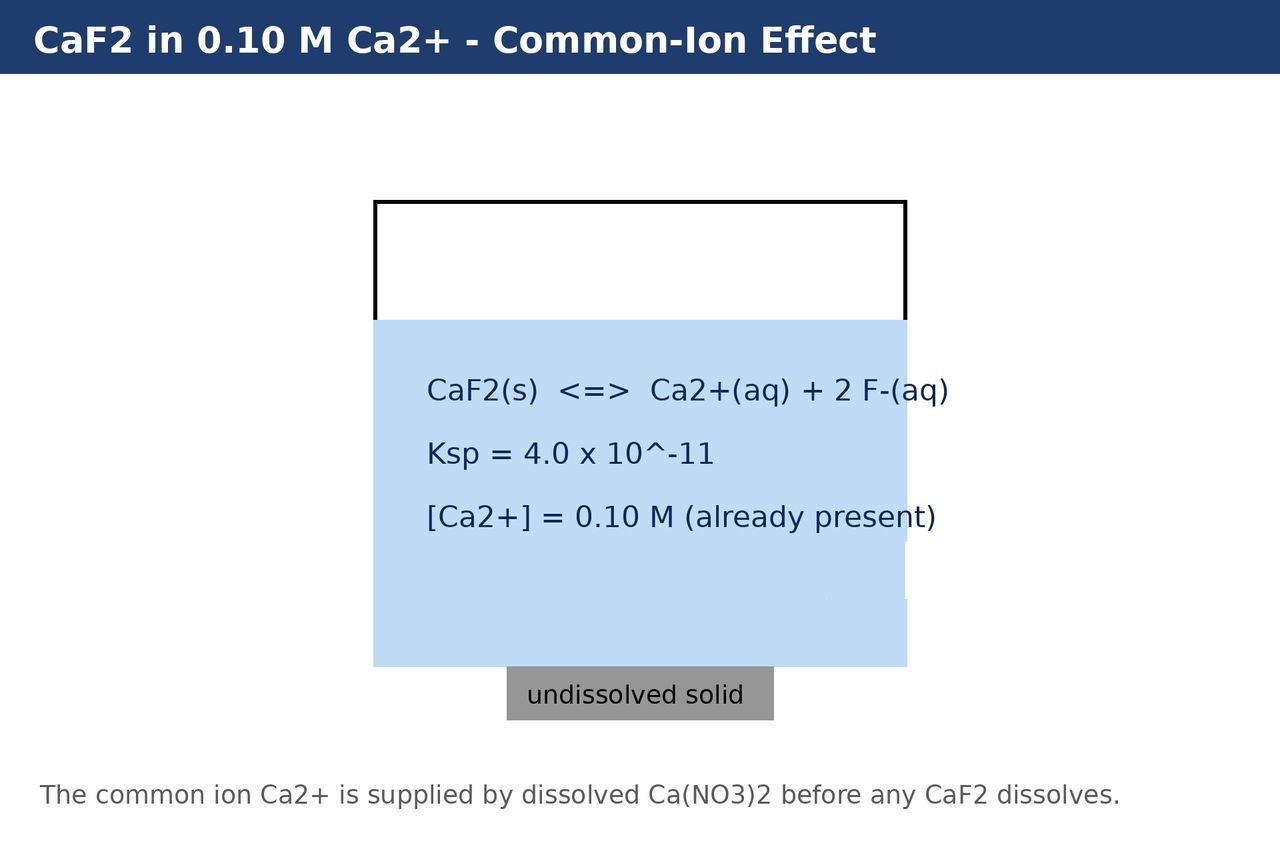 CaF2 in 0.10 M Ca2+ - Common-Ion Effect
CaF2(s) <=> Ca2+(aq) + 2 F-(aq)
Ksp = 4.0 x 10^-11
[Ca2+] = 0.10 M (already present)
undissolved solid
The common ion Ca2+ is supplied by dissolved Ca(NO3)2 before any CaF2 dissolves.